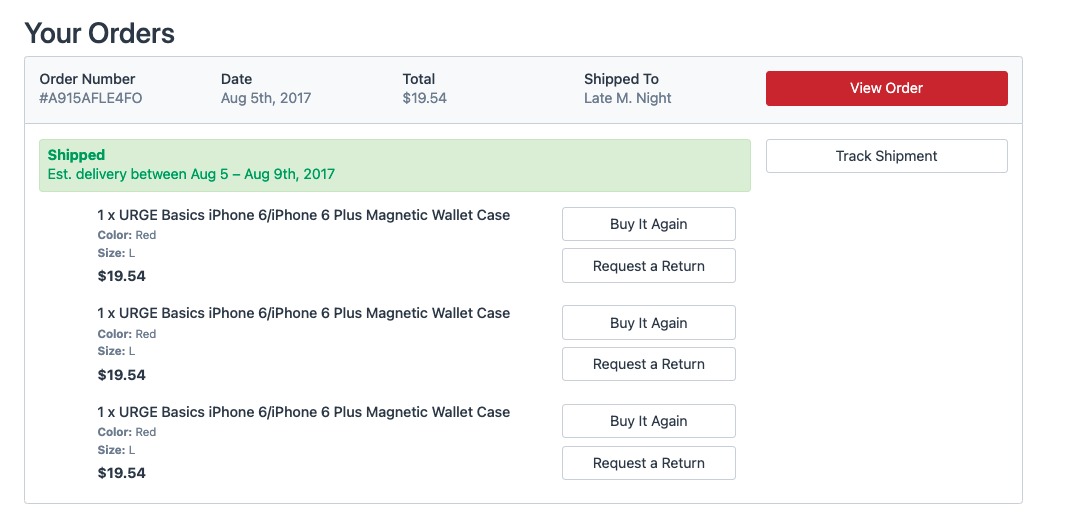 Your Orders
Order Number
#A915AFLE4FO
Date
Aug 5th, 2017
Total
$19.54
Shipped To
Late M. Night
View Order
Shipped
Est. delivery between Aug 5 – Aug 9th, 2017
Track Shipment
1 x URGE Basics iPhone 6/iPhone 6 Plus Magnetic Wallet Case
Color: Red
Size: L
$19.54
Buy It Again
Request a Return
1 x URGE Basics iPhone 6/iPhone 6 Plus Magnetic Wallet Case
Color: Red
Size: L
$19.54
Buy It Again
Request a Return
1 x URGE Basics iPhone 6/iPhone 6 Plus Magnetic Wallet Case
Color: Red
Size: L
$19.54
Buy It Again
Request a Return